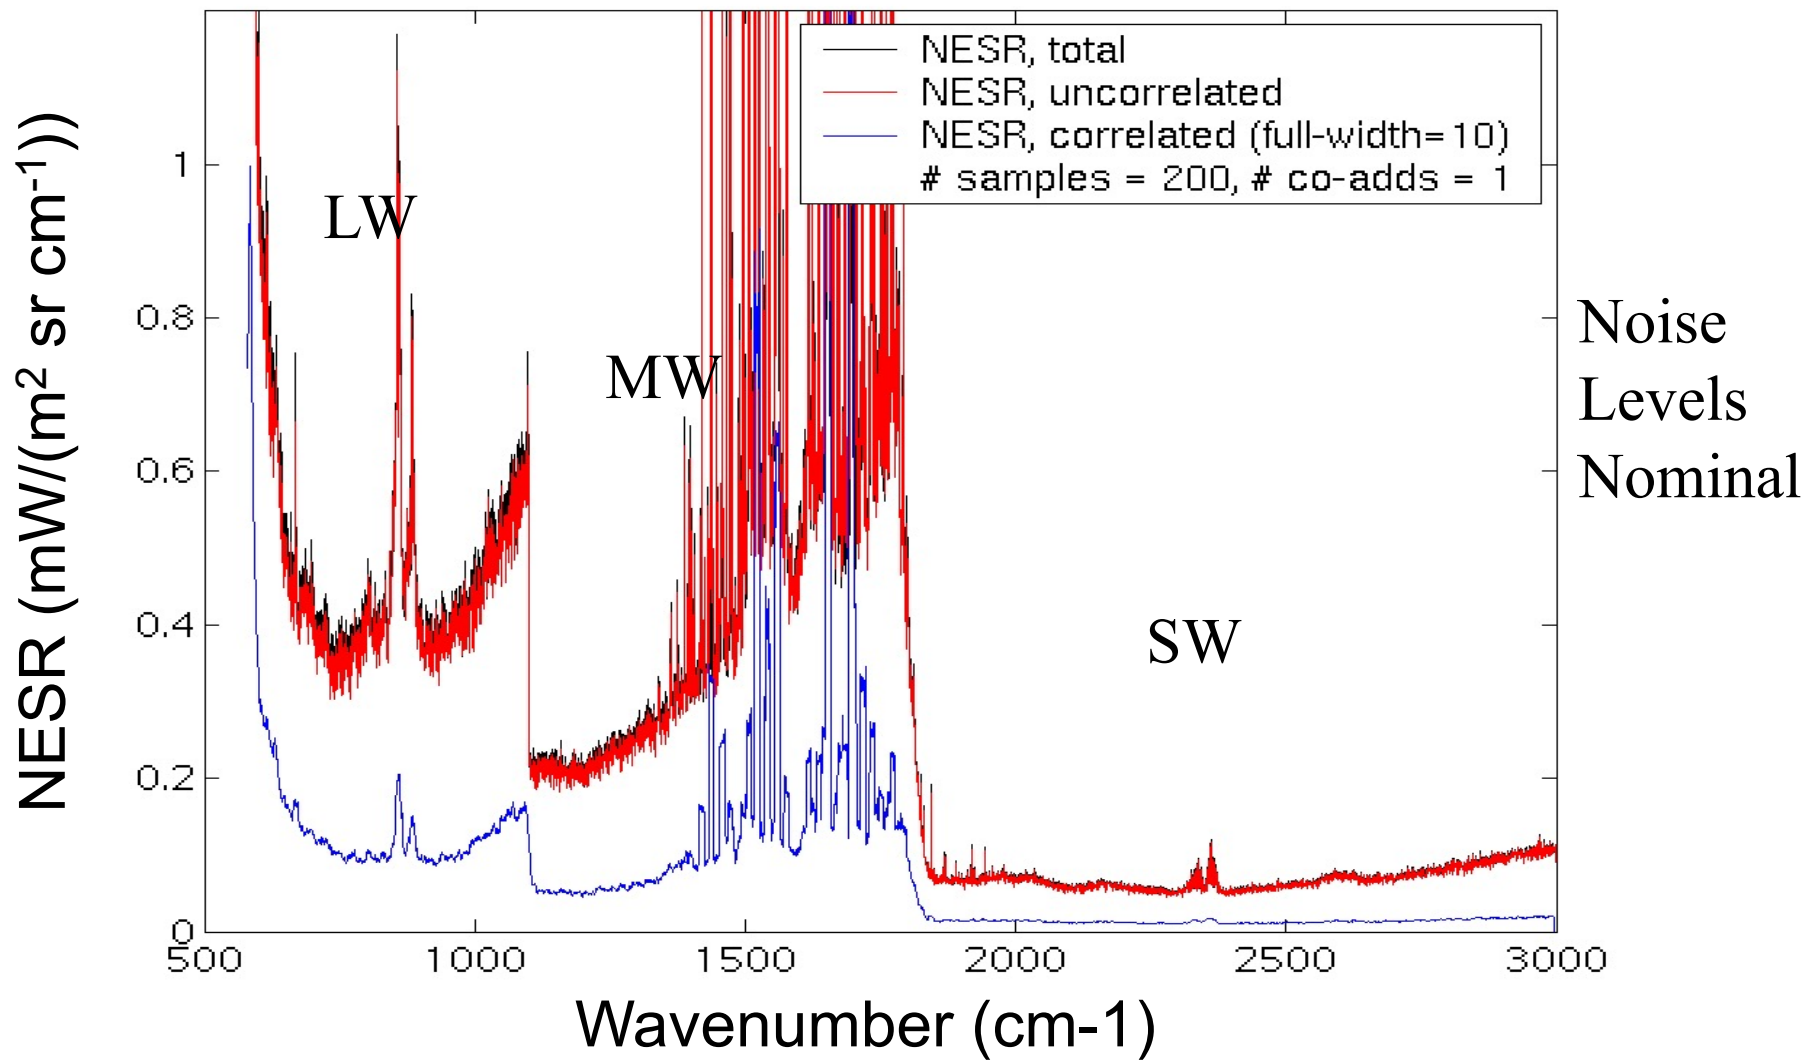 NESR (mW/(m² sr cm⁻¹))
1
0.8
0.6
0.4
0.2
0
500
1000
1500
2000
2500
3000
Wavenumber (cm-1)
NESR, total
NESR, uncorrelated
NESR, correlated (full-width=10)
# samples = 200, # co-adds = 1
LW
MW
SW
Noise
Levels
Nominal